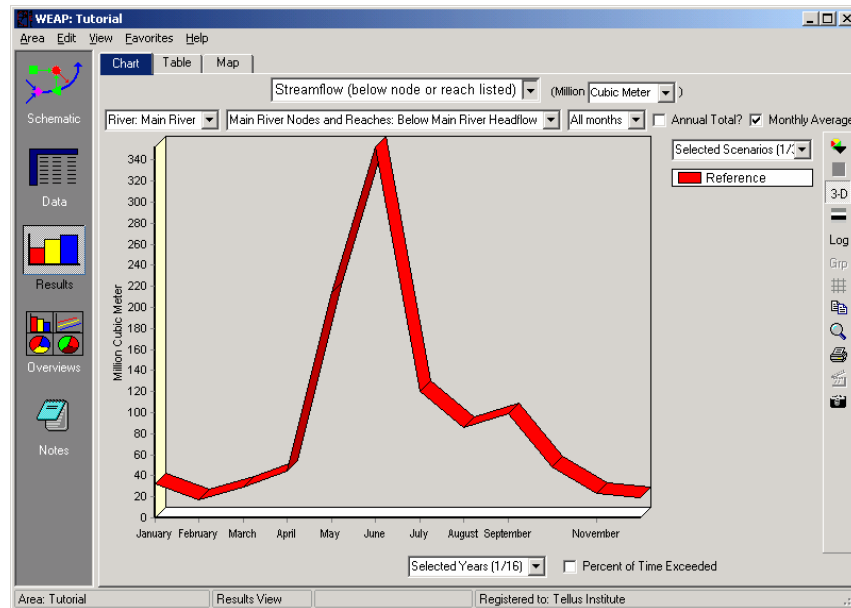 WEAP: Tutorial
Area Edit View Favorites Help
Chart Table Map
Streamflow (below node or reach listed) (Million Cubic Meter )
River: Main River Main River Nodes and Reaches: Below Main River Headflow All months Annual Total? Monthly Average
Selected Scenarios (1/3
Reference
Schematic
Data
Results
Overviews
Notes
3-D
Log
Grp
Million Cubic Meter
340
320
300
280
260
240
220
200
180
160
140
120
100
80
60
40
20
0
January February March April May June July August September November
Selected Years (1/16) Percent of Time Exceeded
Area: Tutorial Results View Registered to: Tellus Institute